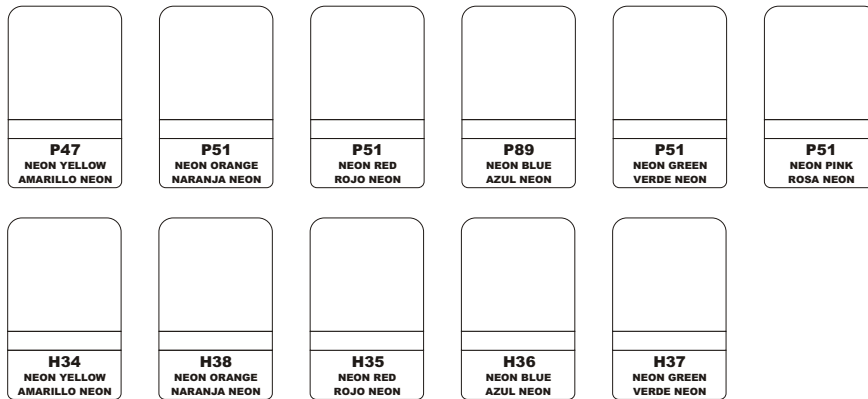 P47
NEON YELLOW
AMARILLO NEON
P51
NEON ORANGE
NARANJA NEON
P51
NEON RED
ROJO NEON
P89
NEON BLUE
AZUL NEON
P51
NEON GREEN
VERDE NEON
P51
NEON PINK
ROSA NEON
H34
NEON YELLOW
AMARILLO NEON
H38
NEON ORANGE
NARANJA NEON
H35
NEON RED
ROJO NEON
H36
NEON BLUE
AZUL NEON
H37
NEON GREEN
VERDE NEON